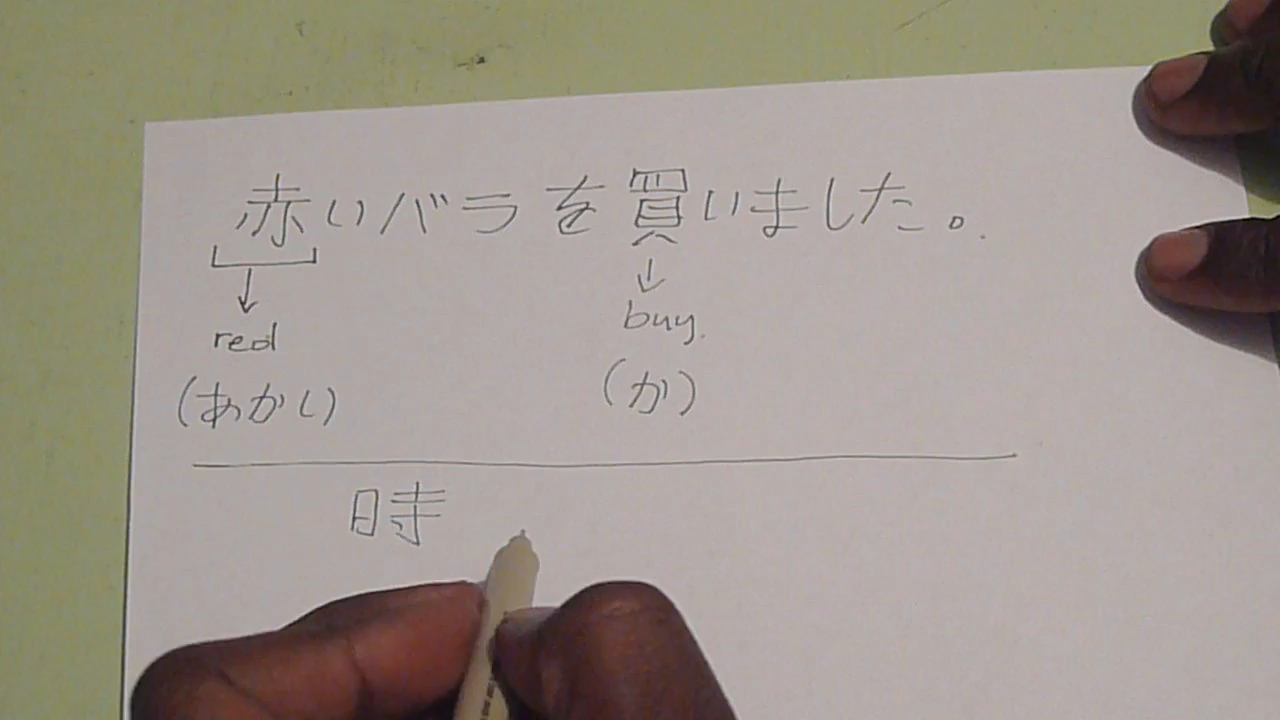 赤いバラを買いました。
red buy.
(あかい) (か)
時